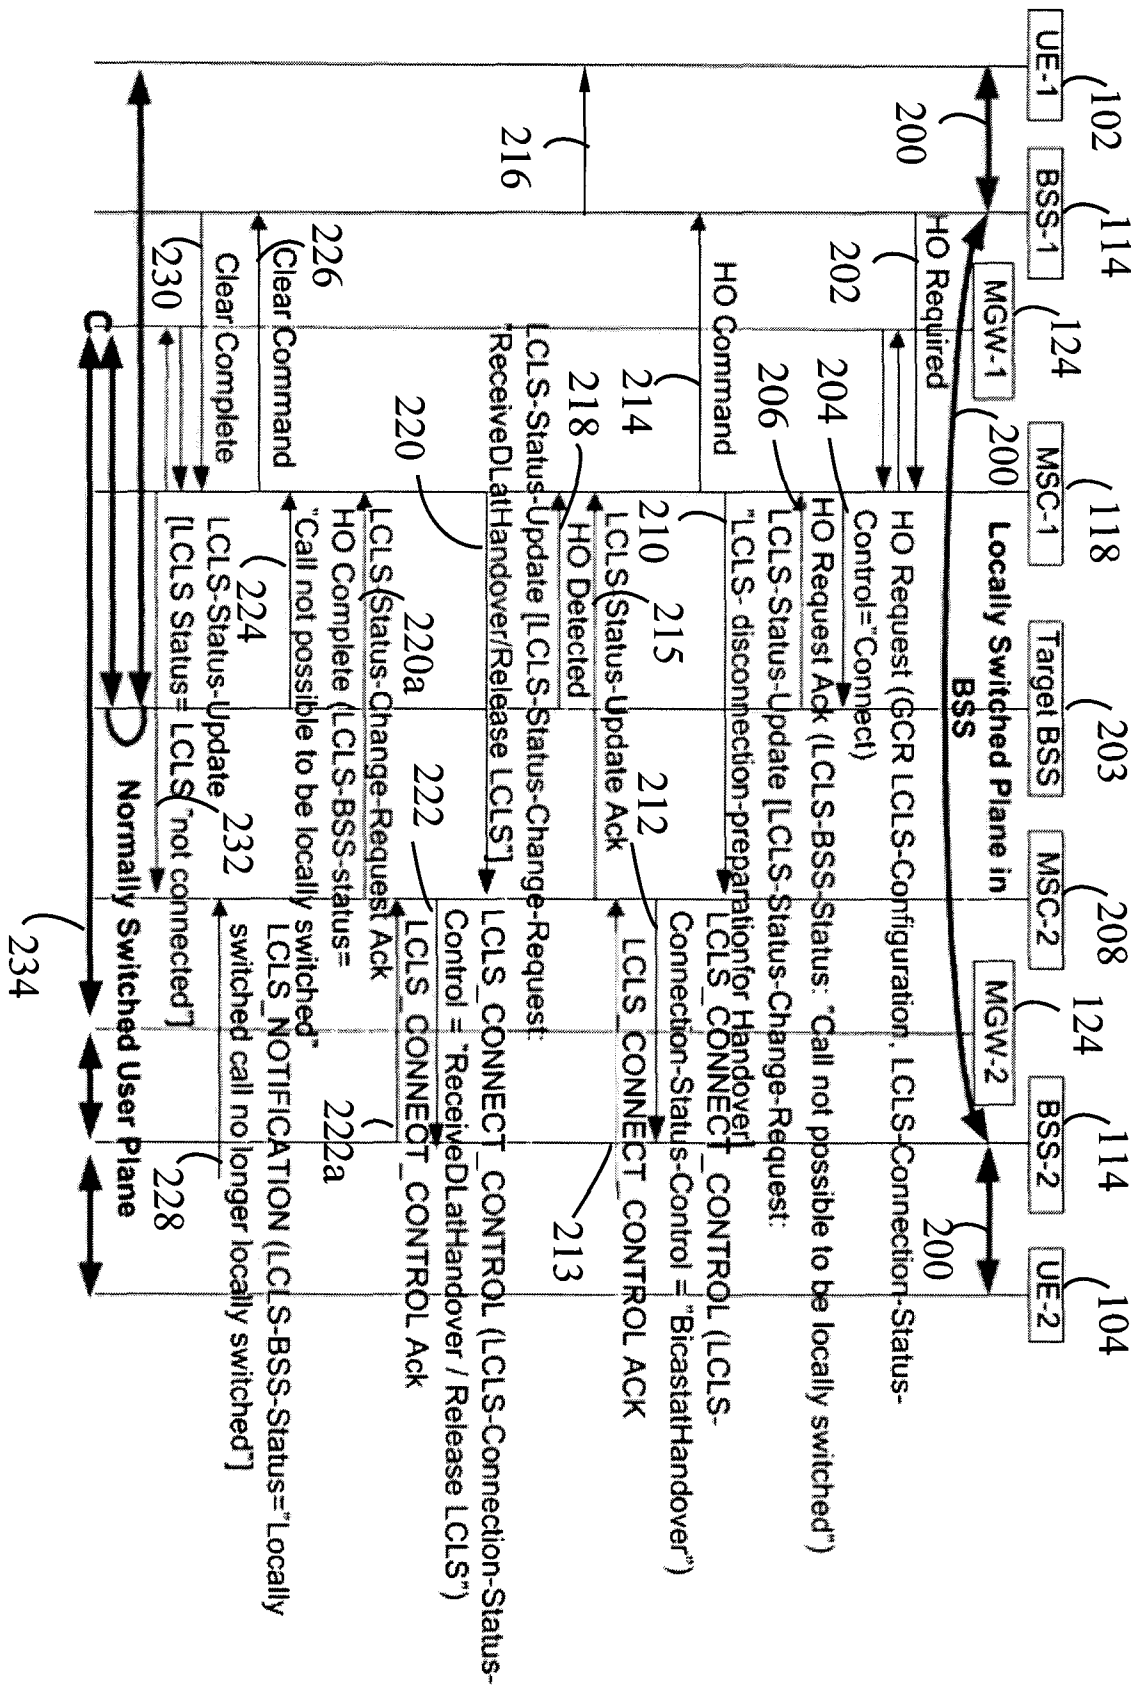 102
114
124
118
203
208
124
114
104
UE-1
BSS-1
MGW-1
MSC-1
Target BSS
MSC-2
MGW-2
BSS-2
UE-2
200
200
Locally Switched Plane in
BSS
200
HO Required
202
HO Request (GCR LCLS-Configuration, LCLS-Connection-Status-
Control="Connect)
204
HO Request Ack (LCLS-BSS-Status: "Call not possible to be locally switched")
206
LCLS-Status-Update [LCLS-Status-Change-Request:
"LCLS- disconnection-preparationfor Handover]
210
HO Command
214
LCLS_CONNECT_CONTROL (LCLS-
Connection-Status-Control = "BicastatHandover")
212
LCLS_CONNECT_CONTROL ACK
213
LCLS-Status-Update Ack
215
216
HO Detected
218
LCLS-Status-Update [LCLS-Status-Change-Request:
"ReceiveDLatHandover/Release LCLS"]
220
LCLS_CONNECT_CONTROL (LCLS-Connection-Status-
Control = "ReceiveDLatHandover / Release LCLS")
222
LCLS_CONNECT_CONTROL Ack
222a
LCLS-Status-Change-Request Ack
220a
HO Complete (LCLS-BSS-status=
"Call not possible to be locally switched"
224
226
Clear Command
LCLS_NOTIFICATION (LCLS-BSS-Status="Locally
switched call no longer locally switched"]
228
Clear Complete
230
LCLS-Status-Update
[LCLS Status= LCLS "not connected"]
232
Normally Switched User Plane
234